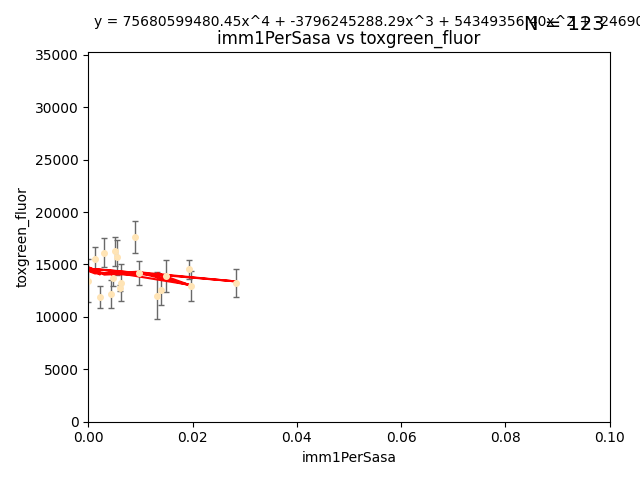 y = 75680599480.45x^4 + -3796245288.29x^3 +
N = 123
imm1PerSasa vs toxgreen_fluor
35000
30000
25000
20000
15000
10000
5000
0
toxgreen_fluor
0.00 0.02 0.04 0.06 0.08 0.10
imm1PerSasa